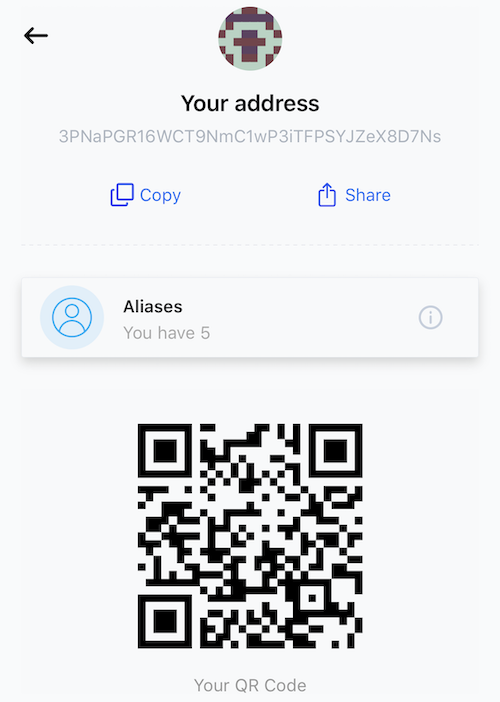 Your address
3PNaPGR16WCT9NmC1wP3iTFPSYJZeX8D7Ns
Copy
Share
Aliases
You have 5
Your QR Code